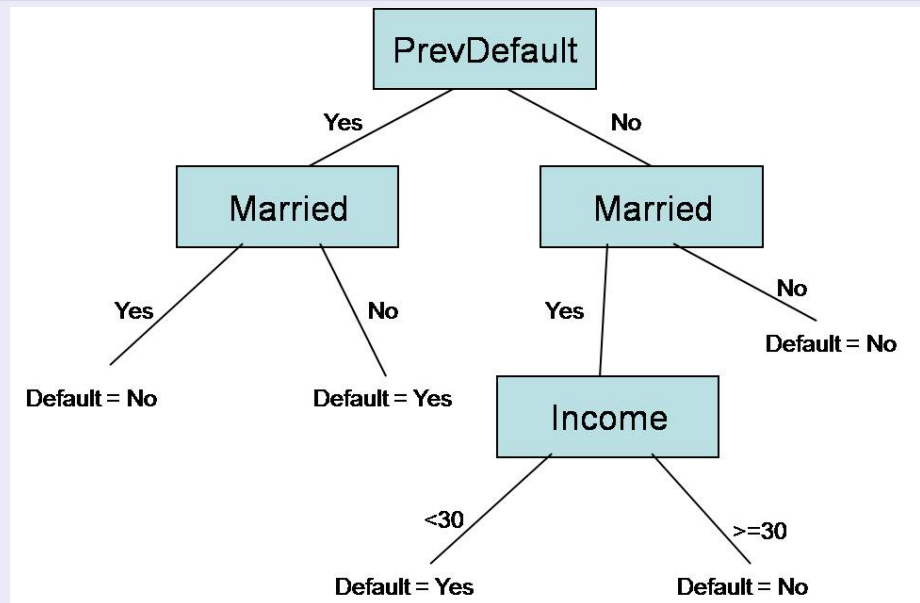 PrevDefault
Yes
No
Married
Married
Yes
No
Yes
No
Default = No
Default = No
Default = Yes
Income
<30
>=30
Default = Yes
Default = No